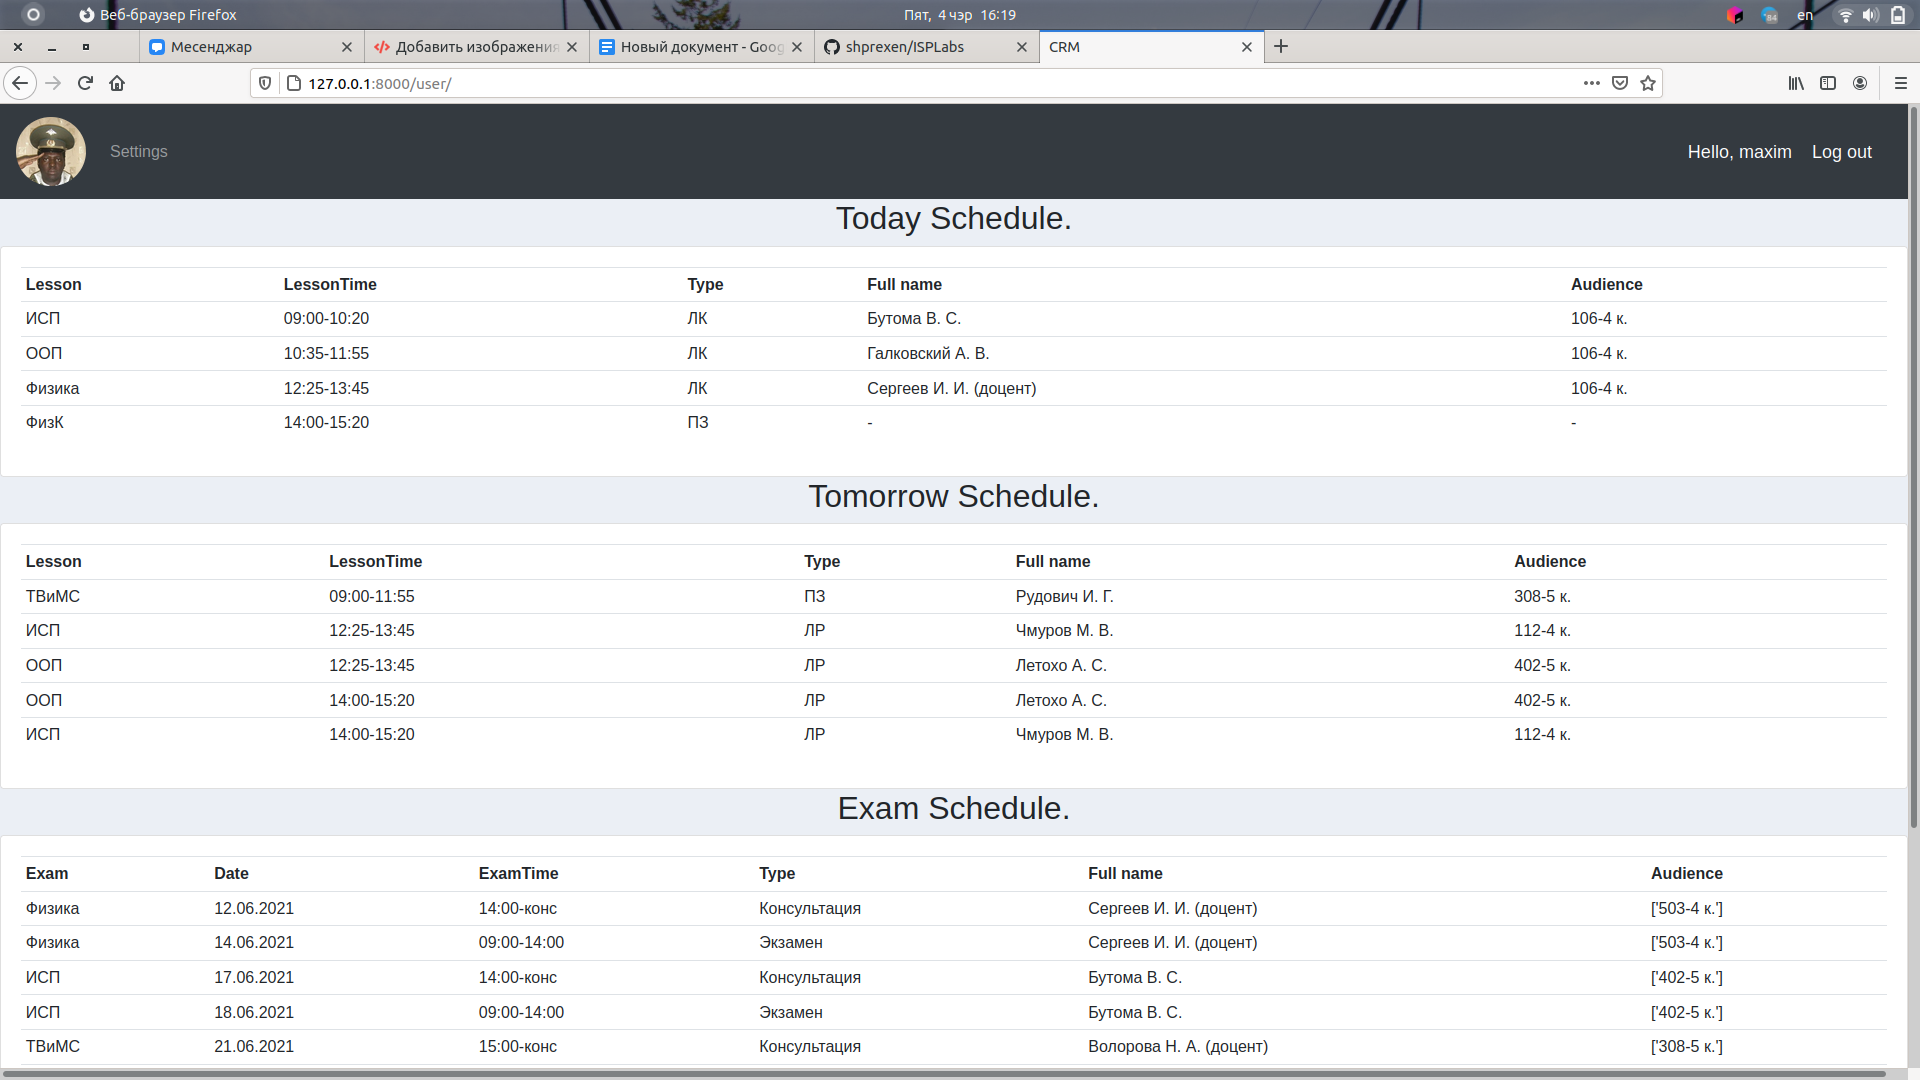 Веб-браузер Firefox Пят, 4 чэр 16:19 84 en
Месенджар Добавить изображения Новый документ - Goog shprexen/ISPLabs CRM
127.0.0.1:8000/user/
Settings Hello, maxim Log out
Today Schedule.
Lesson LessonTime Type Full name Audience
ИСП 09:00-10:20 ЛК Бутома В. С. 106-4 к.
ООП 10:35-11:55 ЛК Галковский А. В. 106-4 к.
Физика 12:25-13:45 ЛК Сергеев И. И. (доцент) 106-4 к.
ФизК 14:00-15:20 ПЗ - -
Tomorrow Schedule.
Lesson LessonTime Type Full name Audience
ТВиМС 09:00-11:55 ПЗ Рудович И. Г. 308-5 к.
ИСП 12:25-13:45 ЛР Чмуров М. В. 112-4 к.
ООП 12:25-13:45 ЛР Летохо А. С. 402-5 к.
ООП 14:00-15:20 ЛР Летохо А. С. 402-5 к.
ИСП 14:00-15:20 ЛР Чмуров М. В. 112-4 к.
Exam Schedule.
Exam Date ExamTime Type Full name Audience
Физика 12.06.2021 14:00-конс Консультация Сергеев И. И. (доцент) ['503-4 к.']
Физика 14.06.2021 09:00-14:00 Экзамен Сергеев И. И. (доцент) ['503-4 к.']
ИСП 17.06.2021 14:00-конс Консультация Бутома В. С. ['402-5 к.']
ИСП 18.06.2021 09:00-14:00 Экзамен Бутома В. С. ['402-5 к.']
ТВиМС 21.06.2021 15:00-конс Консультация Волорова Н. А. (доцент) ['308-5 к.']